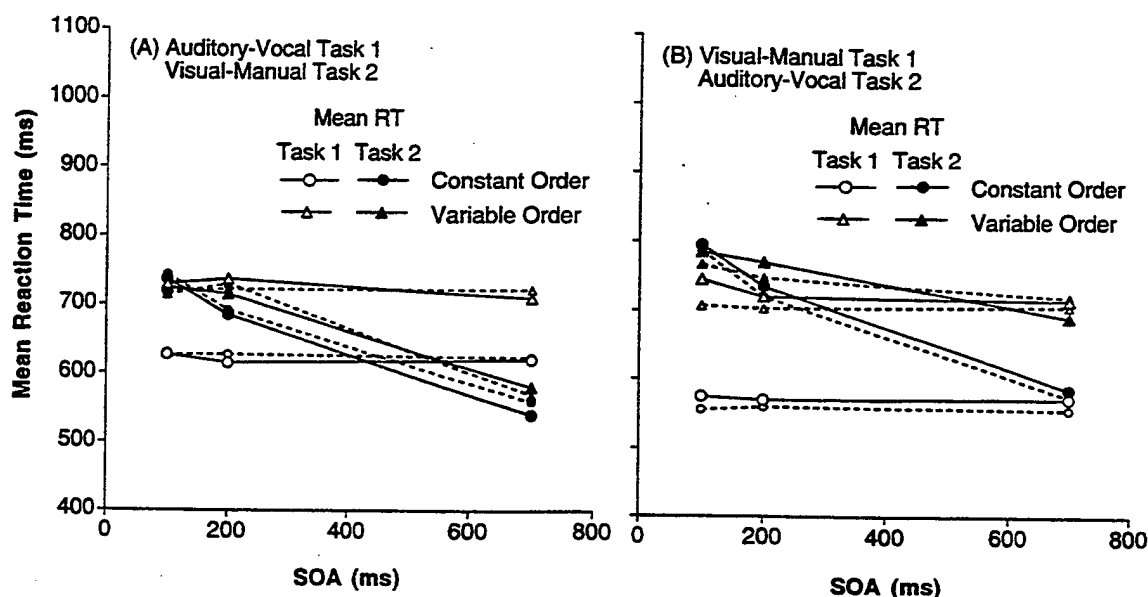 1100
1000
900
800
700
600
500
400
Mean Reaction Time (ms)
(A) Auditory-Vocal Task 1
Visual-Manual Task 2
Mean RT
Task 1 Task 2
Constant Order
Variable Order
0 200 400 600 800
SOA (ms)
(B) Visual-Manual Task 1
Auditory-Vocal Task 2
Mean RT
Task 1 Task 2
Constant Order
Variable Order
0 200 400 600 800
SOA (ms)